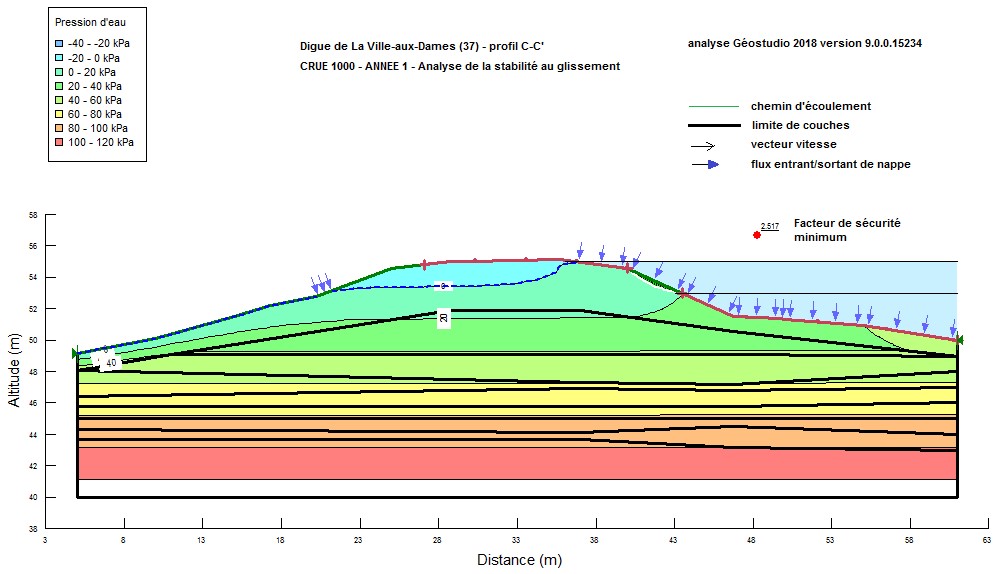 Pression d'eau
-40 - -20 kPa
-20 - 0 kPa
0 - 20 kPa
20 - 40 kPa
40 - 60 kPa
60 - 80 kPa
80 - 100 kPa
100 - 120 kPa
Digue de La Ville-aux-Dames (37) - profil C-C'
CRUE 1000 - ANNEE 1 - Analyse de la stabilité au glissement
analyse Géostudio 2018 version 9.0.0.15234
chemin d'écoulement
limite de couches
vecteur vitesse
flux entrant/sortant de nappe
2.517
Facteur de sécurité
minimum
0
20
40
Altitude (m)
58
56
54
52
50
48
46
44
42
40
38
3
8
13
18
23
28
33
38
43
48
53
58
63
Distance (m)